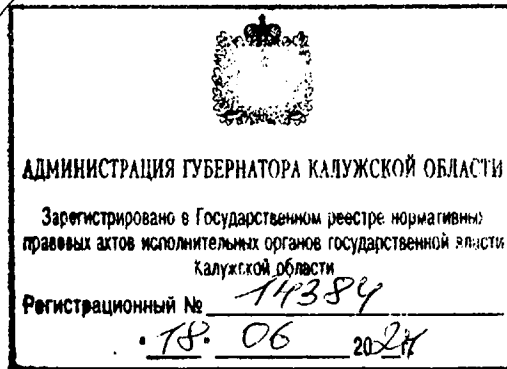 АДМИНИСТРАЦИЯ ГУБЕРНАТОРА КАЛУЖСКОЙ ОБЛАСТИ
Зарегистрировано в Государственном реестре нормативных
правовых актов исполнительных органов государственной власти
Калужской области
Регистрационный № 14384
"18" 06 2024